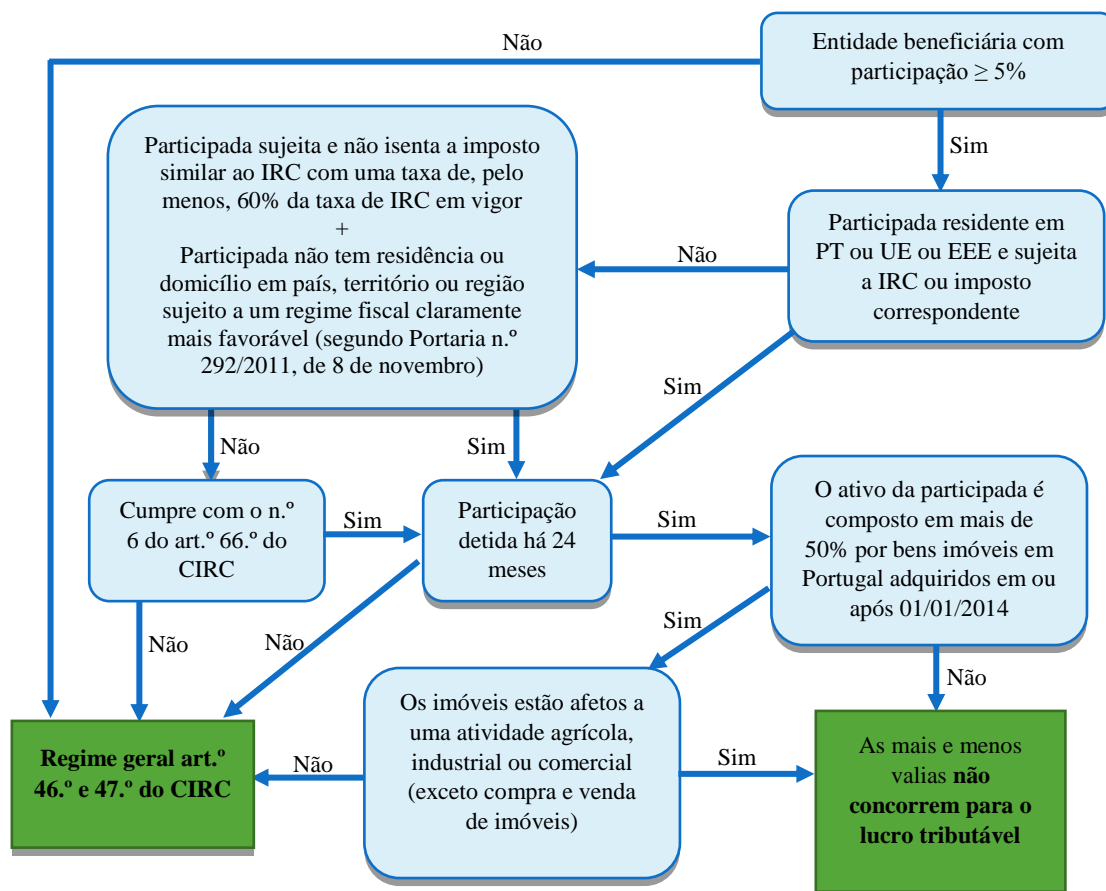 Entidade beneficiária com
participação ≥ 5%
Não
Sim
Participada residente em
PT ou UE ou EEE e sujeita
a IRC ou imposto
correspondente
Não
Sim
Participada sujeita e não isenta a imposto
similar ao IRC com uma taxa de, pelo
menos, 60% da taxa de IRC em vigor
+
Participada não tem residência ou
domicílio em país, território ou região
sujeito a um regime fiscal claramente
mais favorável (segundo Portaria n.º
292/2011, de 8 de novembro)
Não
Sim
Cumpre com o n.º
6 do art.º 66.º do
CIRC
Sim
Não
Participação
detida há 24
meses
Sim
Não
O ativo da participada é
composto em mais de
50% por bens imóveis em
Portugal adquiridos em ou
após 01/01/2014
Sim
Não
Os imóveis estão afetos a
uma atividade agrícola,
industrial ou comercial
(exceto compra e venda
de imóveis)
Não
Sim
Regime geral art.º
46.º e 47.º do CIRC
As mais e menos
valias não
concorrem para o
lucro tributável